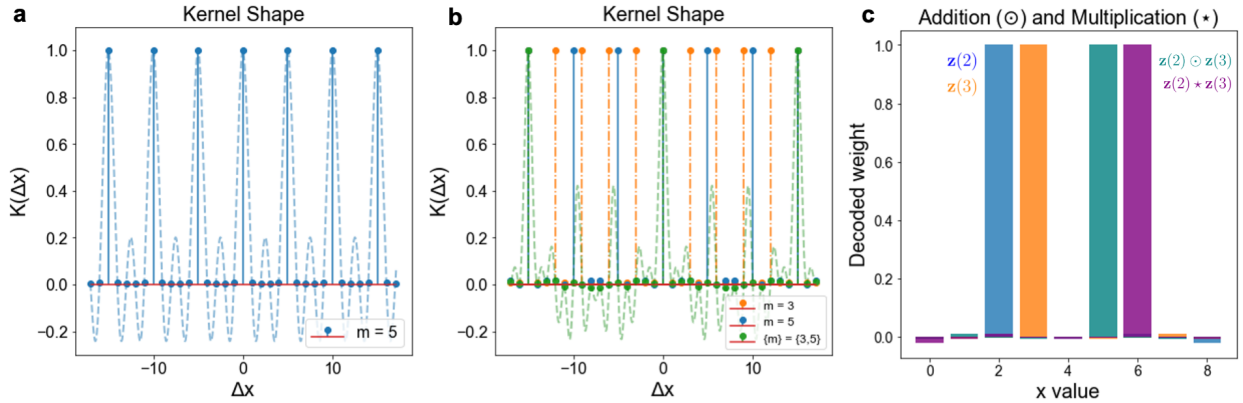 a
Kernel Shape
K(Δx)
1.0
0.8
0.6
0.4
0.2
0.0
−0.2
−10
0
10
Δx
m = 5
b
Kernel Shape
K(Δx)
1.0
0.8
0.6
0.4
0.2
0.0
−0.2
−10
0
10
Δx
m = 3
m = 5
{m} = {3,5}
c
Addition (⊙) and Multiplication (⋆)
Decoded weight
1.0
0.8
0.6
0.4
0.2
0.0
z(2)
z(3)
z(2) ⊙ z(3)
z(2) ⋆ z(3)
0
2
4
6
8
x value